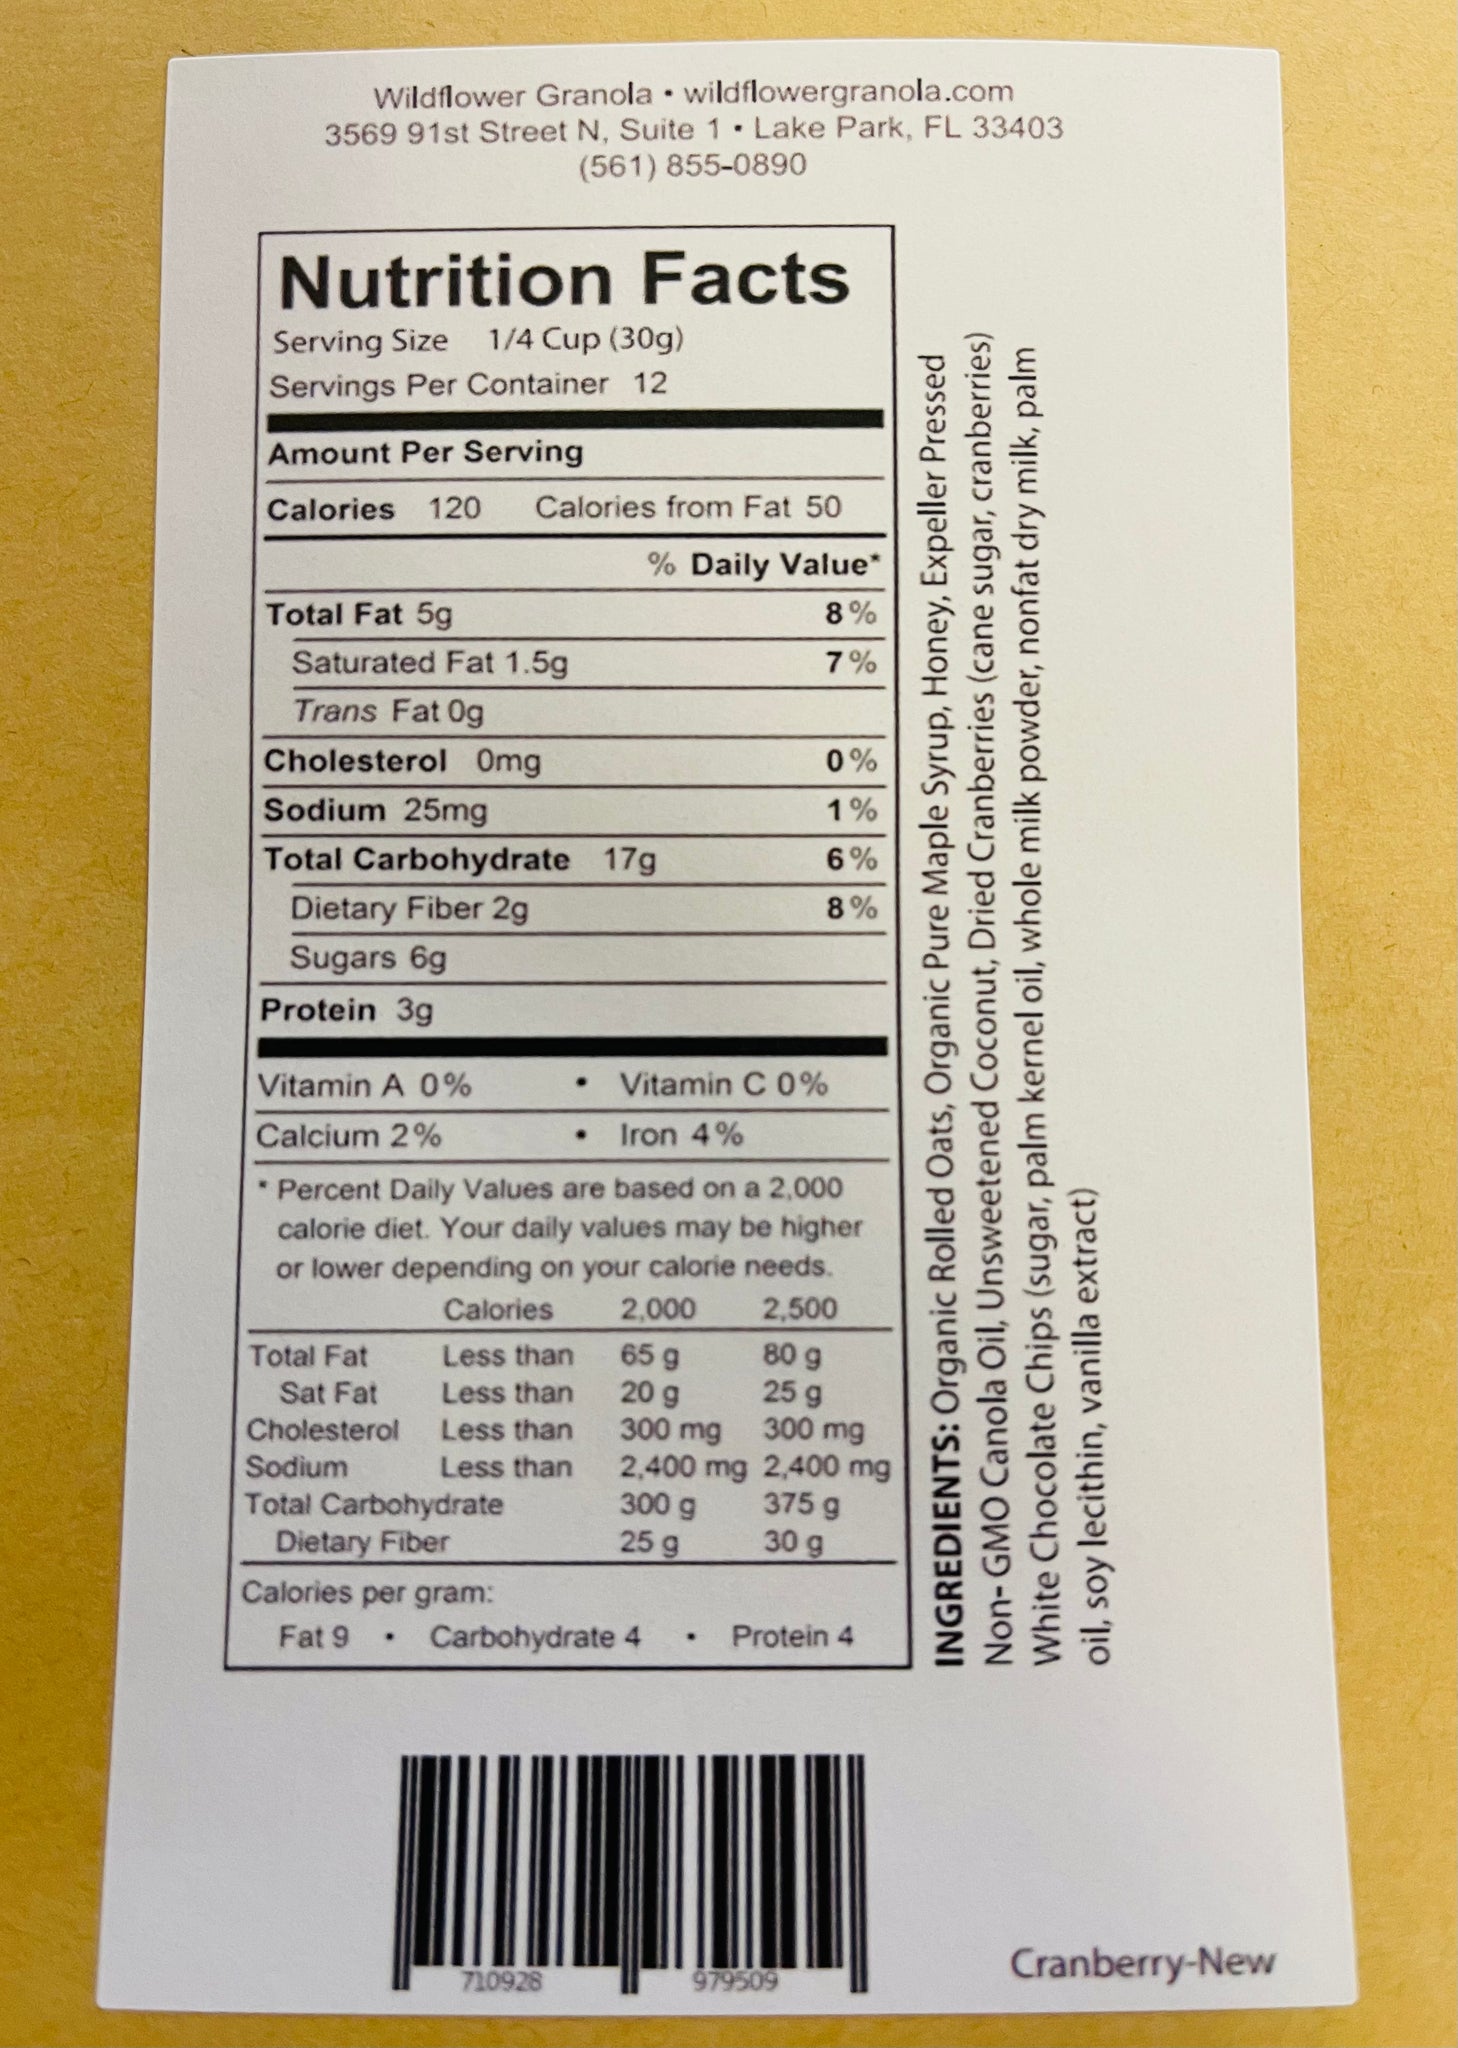 Wildflower Granola • wildflowergranola.com
3569 91st Street N, Suite 1 • Lake Park, FL 33403
(561) 855-0890
Nutrition Facts
Serving Size 1/4 Cup (30g)
Servings Per Container 12
Amount Per Serving
Calories 120 Calories from Fat 50
% Daily Value*
Total Fat 5g 8%
Saturated Fat 1.5g 7%
Trans Fat 0g
Cholesterol 0mg 0%
Sodium 25mg 1%
Total Carbohydrate 17g 6%
Dietary Fiber 2g 8%
Sugars 6g
Protein 3g
Vitamin A 0% • Vitamin C 0%
Calcium 2% • Iron 4%
* Percent Daily Values are based on a 2,000
calorie diet. Your daily values may be higher
or lower depending on your calorie needs.
Calories 2,000 2,500
Total Fat Less than 65 g 80 g
Sat Fat Less than 20 g 25 g
Cholesterol Less than 300 mg 300 mg
Sodium Less than 2,400 mg 2,400 mg
Total Carbohydrate 300 g 375 g
Dietary Fiber 25 g 30 g
Calories per gram:
Fat 9 • Carbohydrate 4 • Protein 4
INGREDIENTS: Organic Rolled Oats, Organic Pure Maple Syrup, Honey, Expeller Pressed
Non- GMO Canola Oil, Unsweetened Coconut, Dried Cranberries (cane sugar, cranberries)
White Chocolate Chips (sugar, palm kernel oil, whole milk powder, nonfat dry milk, palm
oil, soy lecithin, vanilla extract)
710928 979509
Cranberry-New